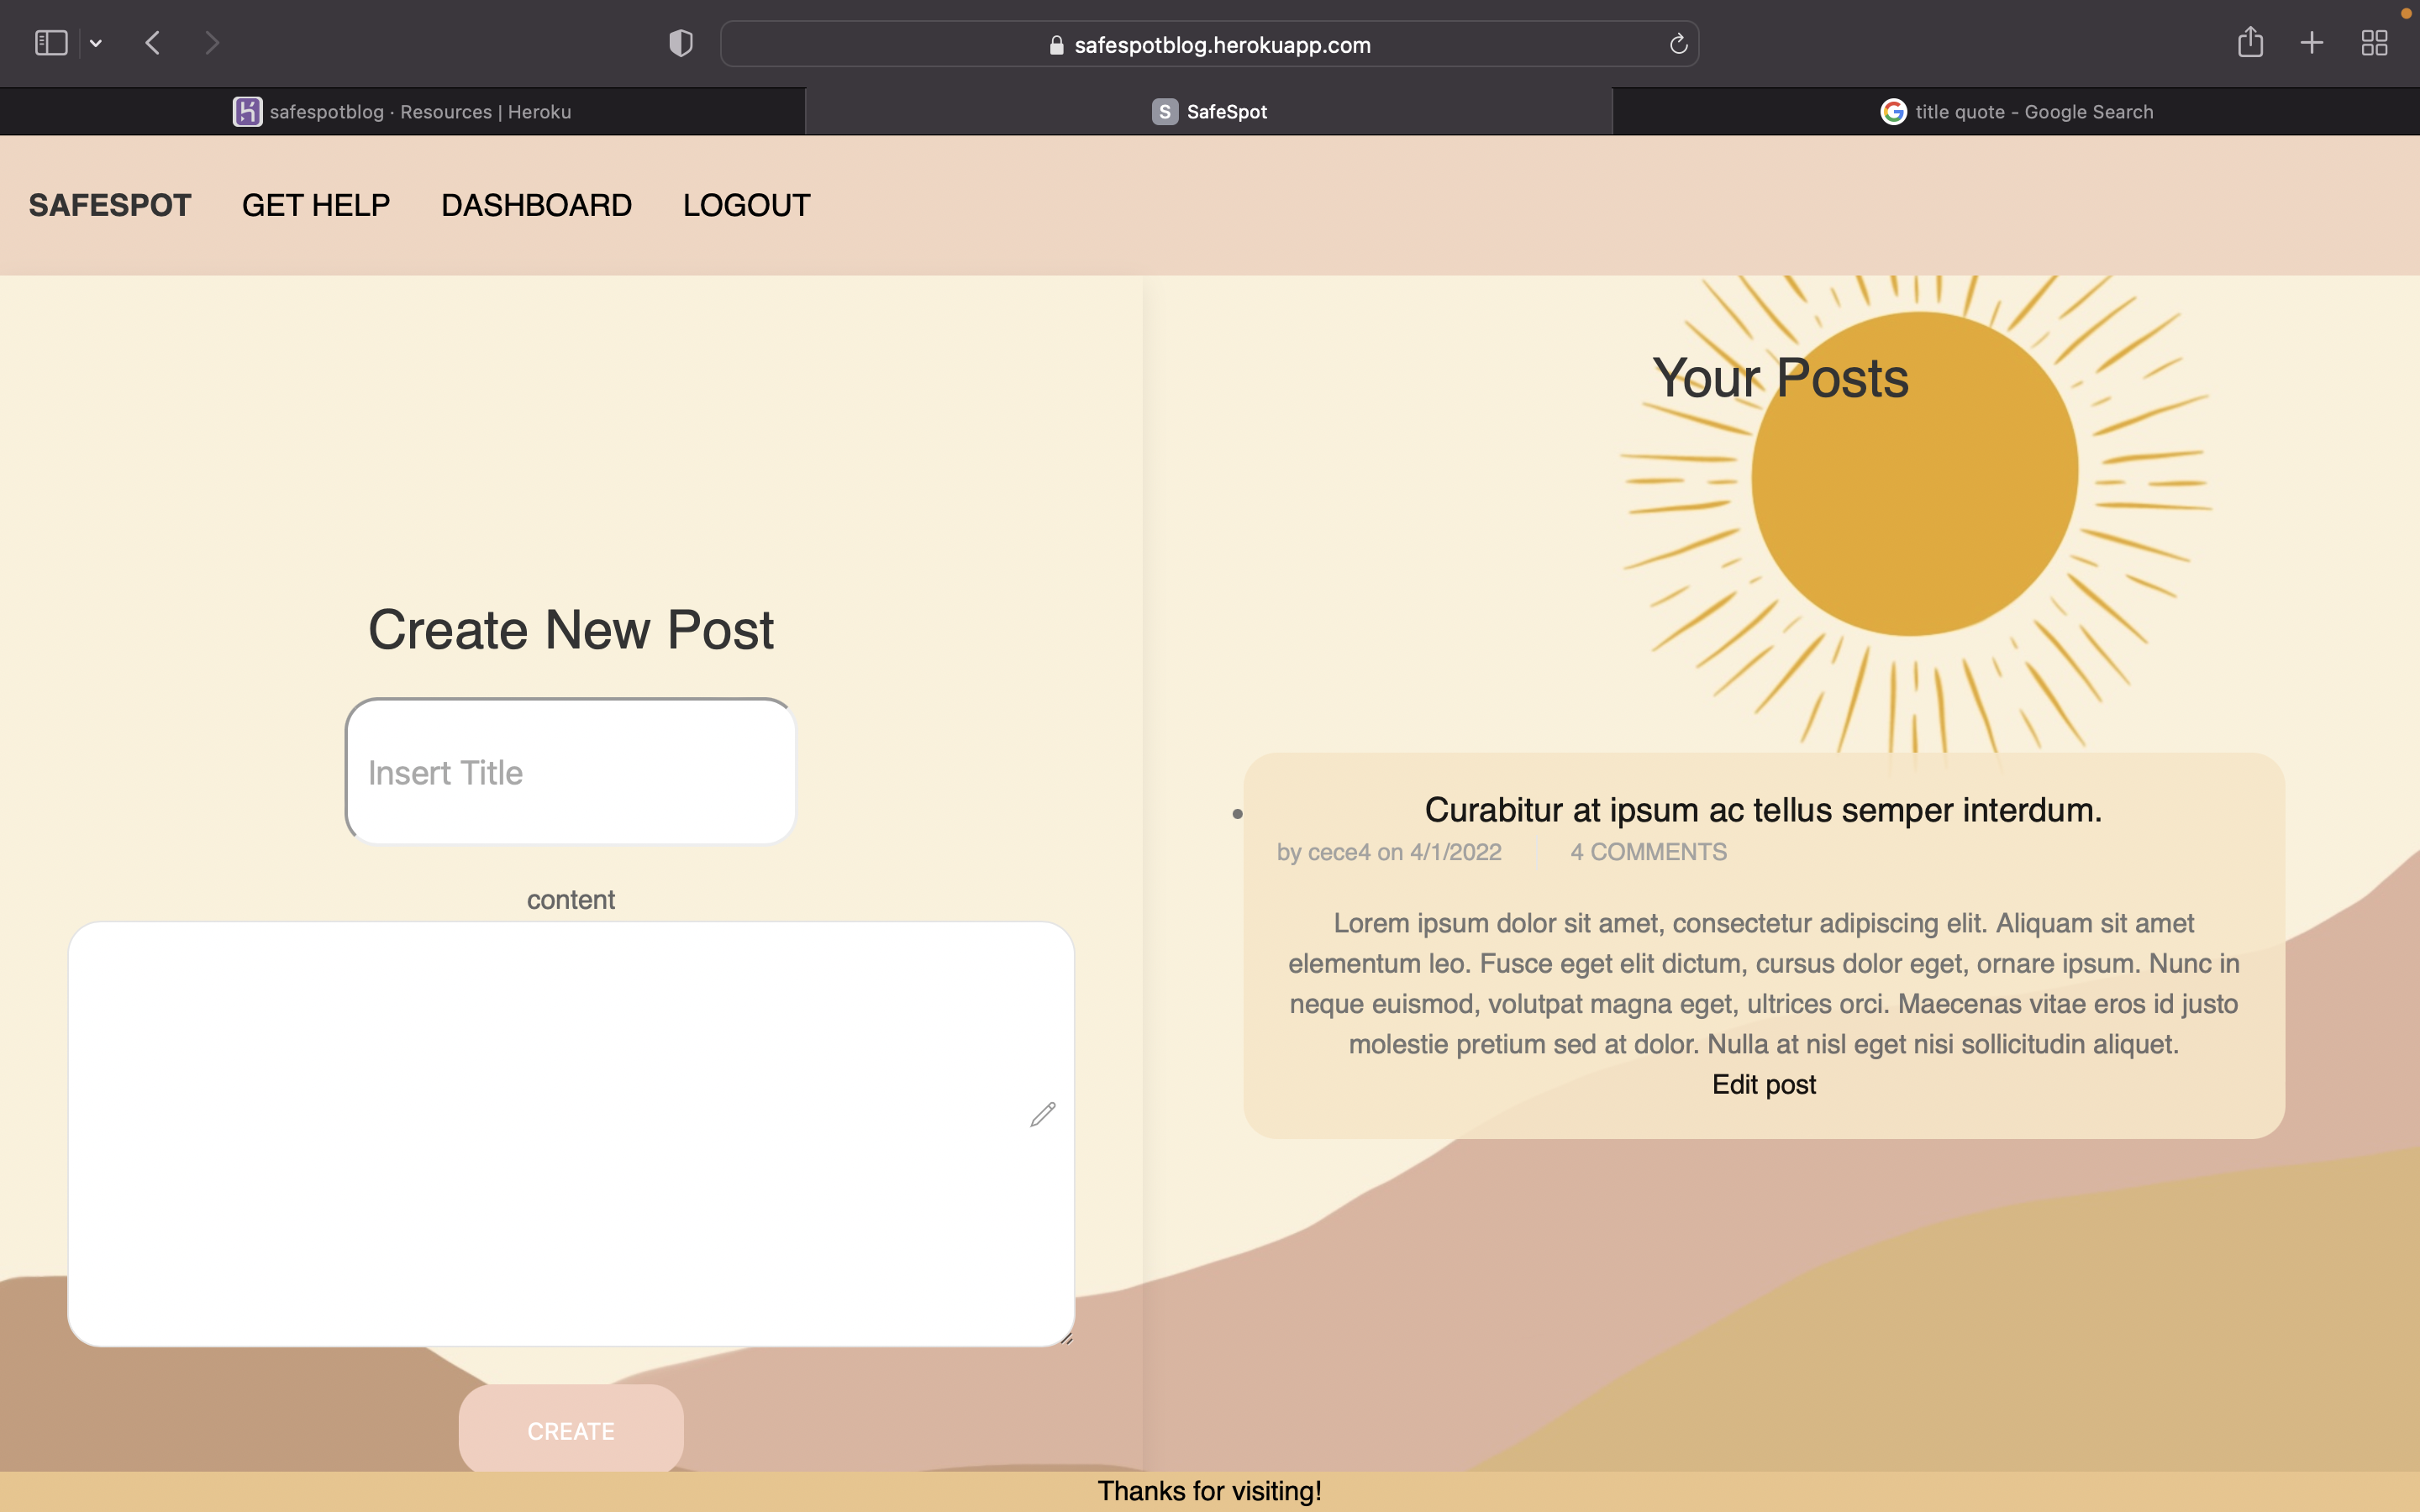 safespotblog.herokuapp.com
safespotblog · Resources | Heroku
S SafeSpot
title quote - Google Search
SAFESPOT GET HELP DASHBOARD LOGOUT
Create New Post
Insert Title
content
CREATE
Your Posts
Curabitur at ipsum ac tellus semper interdum.
by cece4 on 4/1/2022 4 COMMENTS
Lorem ipsum dolor sit amet, consectetur adipiscing elit. Aliquam sit amet
elementum leo. Fusce eget elit dictum, cursus dolor eget, ornare ipsum. Nunc in
neque euismod, volutpat magna eget, ultrices orci. Maecenas vitae eros id justo
molestie pretium sed at dolor. Nulla at nisl eget nisi sollicitudin aliquet.
Edit post
Thanks for visiting!